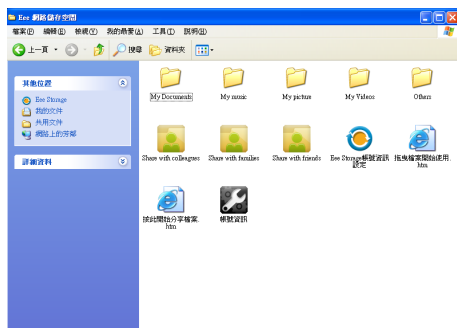 Eee 網路儲存空間
檔案(F) 編輯(E) 檢視(V) 我的最愛(A) 工具(T) 說明(H)
上一頁 搜尋 資料夾
其他位置
Eee Storage
我的文件
共用文件
網路上的芳鄰
詳細資料
My Documents My music My picture My Videos Others
Share with colleagues Share with families Share with friends Eee Storage帳號資訊 拖曳檔案開始使用.
設定 htm
按此開始分享檔案. 帳號資訊
htm